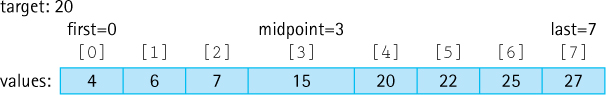 target: 20
first=0 midpoint=3 last=7
[0] [1] [2] [3] [4] [5] [6] [7]
values: 4 6 7 15 20 22 25 27